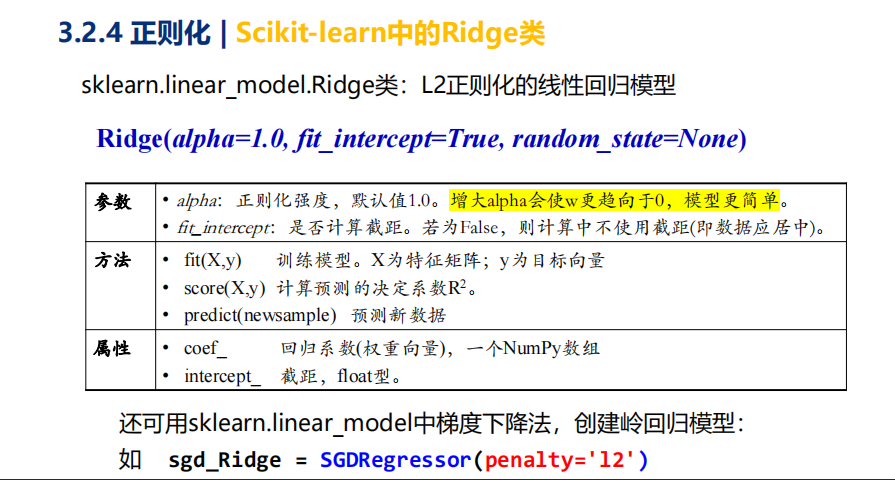 3.2.4 正则化 | Scikit-learn中的Ridge类
sklearn.linear_model.Ridge类：L2正则化的线性回归模型
Ridge(alpha=1.0, fit_intercept=True, random_state=None)
参数
• alpha：正则化强度，默认值1.0。增大alpha会使w更趋向于0，模型更简单。
• fit_intercept：是否计算截距。若为False，则计算中不使用截距(即数据应居中)。
方法
• fit(X,y) 训练模型。X为特征矩阵；y为目标向量
• score(X,y) 计算预测的决定系数R²。
• predict(newsample) 预测新数据
属性
• coef_ 回归系数(权重向量)，一个NumPy数组
• intercept_ 截距，float型。
还可用sklearn.linear_model中梯度下降法，创建岭回归模型：
如 sgd_Ridge = SGDRegressor(penalty='l2')